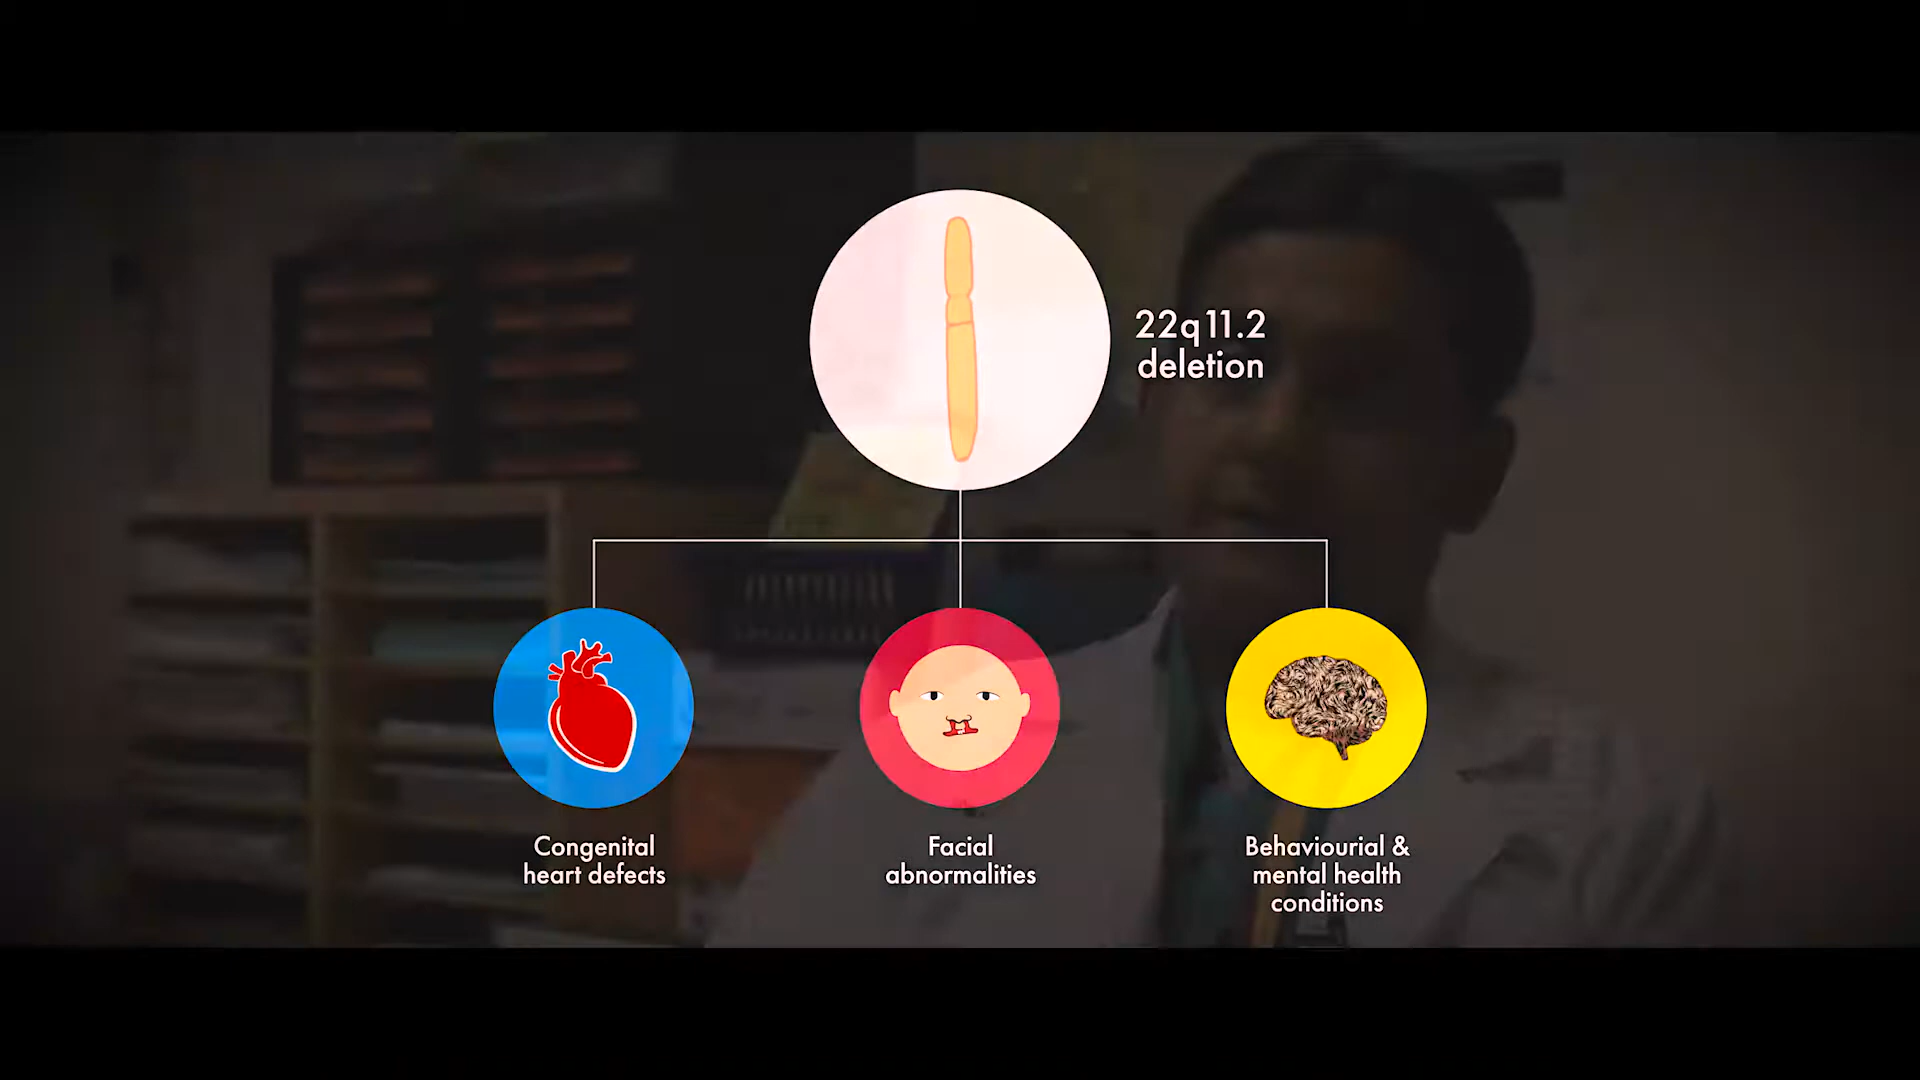 22q11.2
deletion
Congenital
heart defects
Facial
abnormalities
Behaviourial &
mental health
conditions